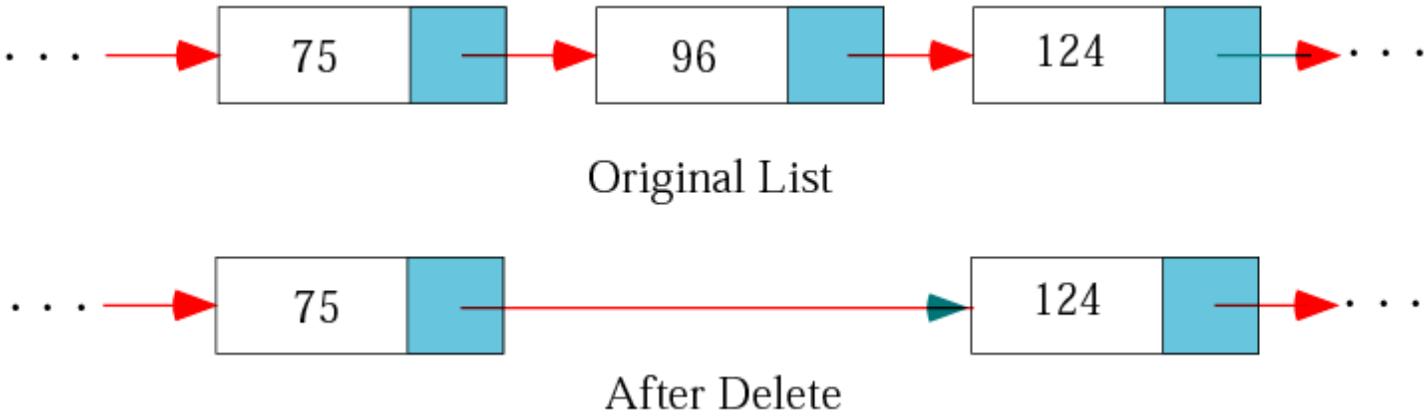 . . . 75 96 124 . . .
Original List
. . . 75 124 . . .
After Delete